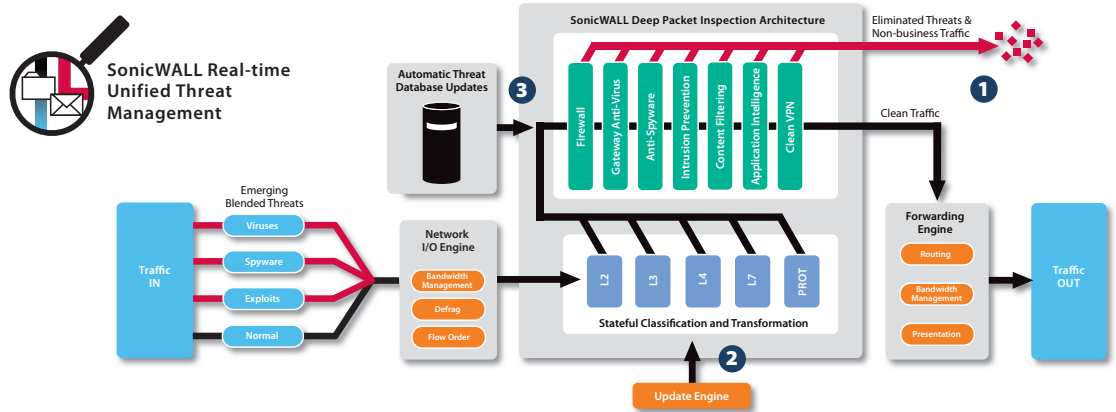 SonicWALL Real-time
Unified Threat
Management
SonicWALL Deep Packet Inspection Architecture
Eliminated Threats &
Non-business Traffic
1
Automatic Threat
Database Updates
3
Firewall
Gateway Anti-Virus
Anti-Spyware
Intrusion Prevention
Content Filtering
Application Intelligence
Clean VPN
Clean Traffic
Emerging
Blended Threats
Traffic
IN
Viruses
Spyware
Exploits
Normal
Network
I/O Engine
Bandwidth
Management
Defrag
Flow Order
L2
L3
L4
L7
PROT
Stateful Classification and Transformation
2
Update Engine
Forwarding
Engine
Routing
Bandwidth
Management
Presentation
Traffic
OUT